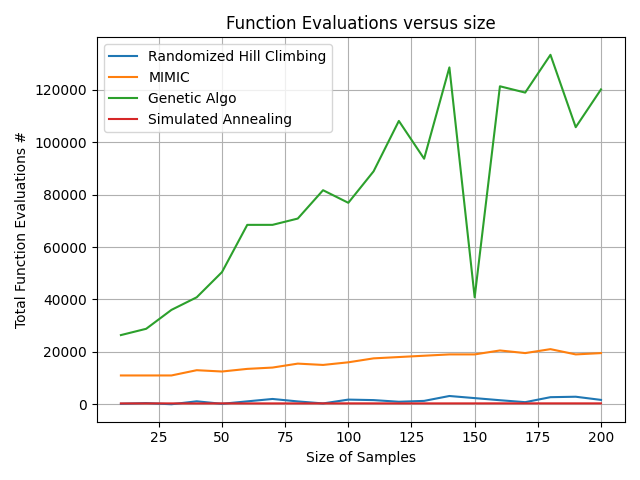 Function Evaluations versus size
Randomized Hill Climbing
MIMIC
Genetic Algo
Simulated Annealing
Total Function Evaluations #
120000
100000
80000
60000
40000
20000
0
25
50
75
100
125
150
175
200
Size of Samples